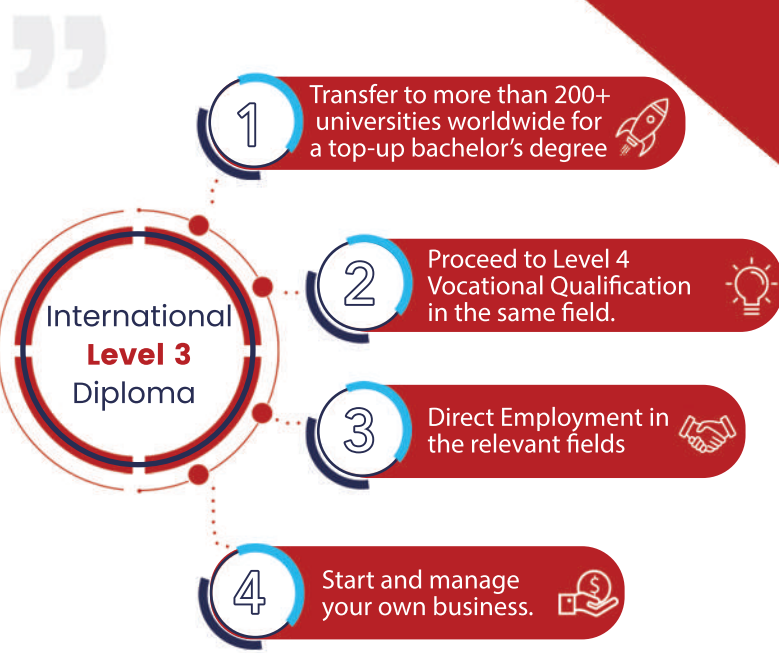 International
Level 3
Diploma
1
Transfer to more than 200+
universities worldwide for
a top-up bachelor’s degree
2
Proceed to Level 4
Vocational Qualification
in the same field.
3
Direct Employment in
the relevant fields
4
Start and manage
your own business.
$